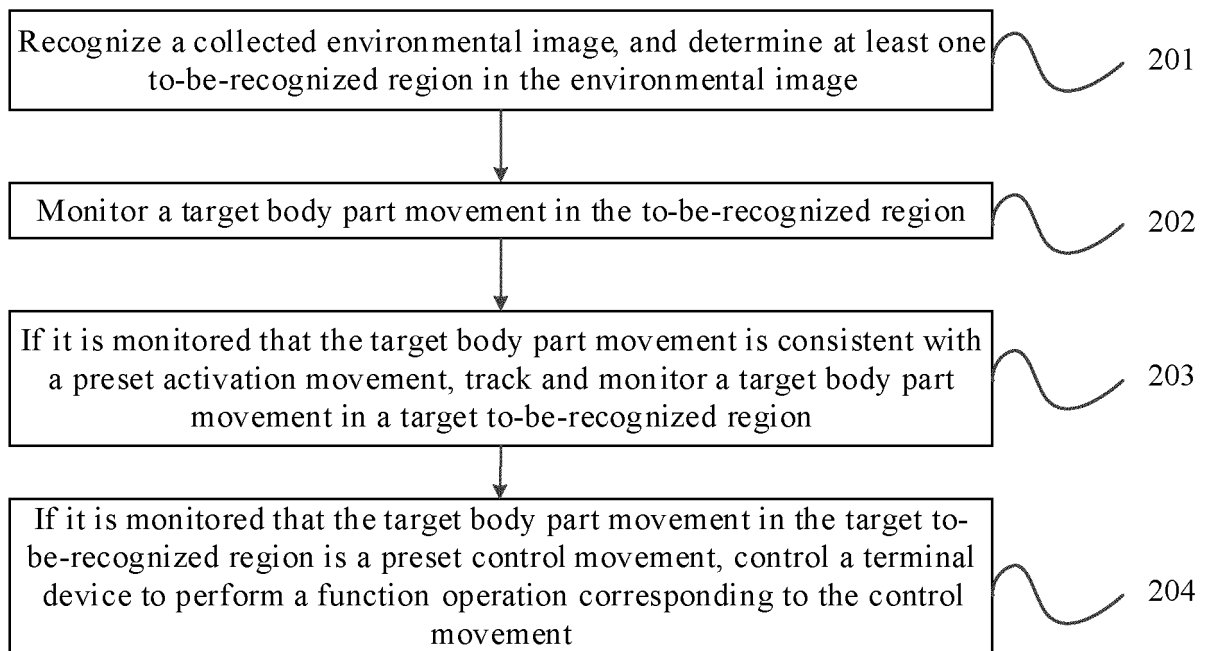 Recognize a collected environmental image, and determine at least one
to-be-recognized region in the environmental image
201
Monitor a target body part movement in the to-be-recognized region
202
If it is monitored that the target body part movement is consistent with
a preset activation movement, track and monitor a target body part
movement in a target to-be-recognized region
203
If it is monitored that the target body part movement in the target to-
be-recognized region is a preset control movement, control a terminal
device to perform a function operation corresponding to the control
movement
204